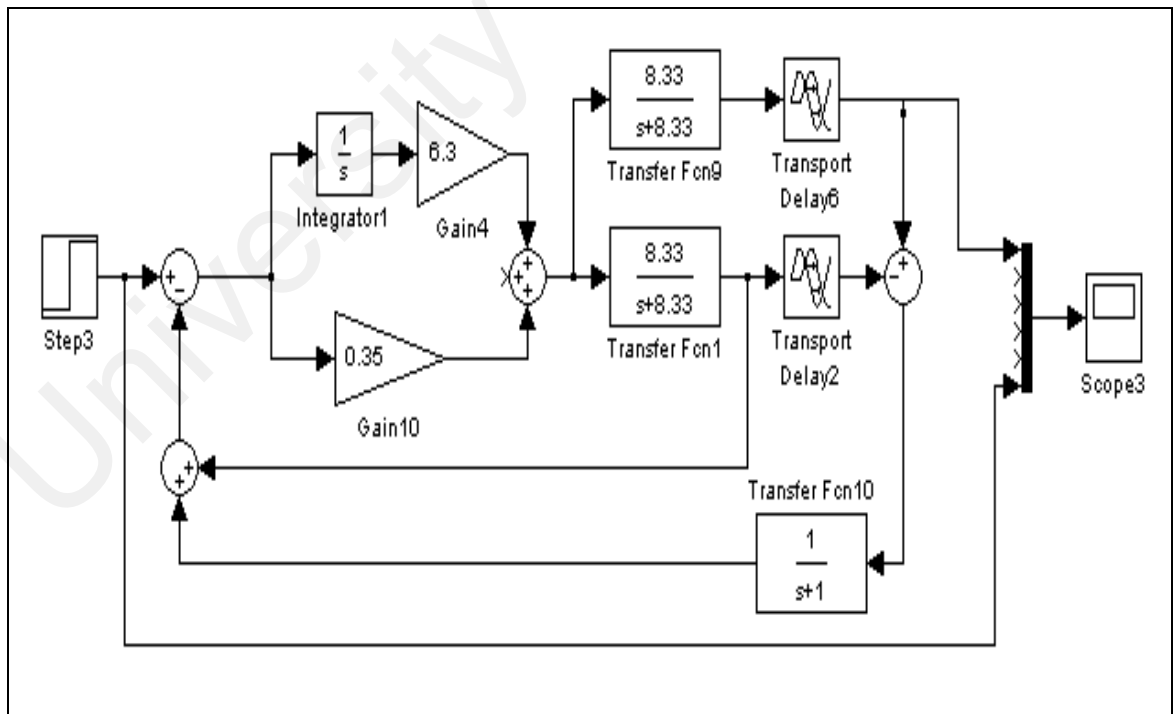 University
8.33
s+8.33
Transfer Fcn9
Transport
Delay6
1
s
Integrator1
6.3
Gain4
Step3
8.33
s+8.33
Transfer Fcn1
Transport
Delay2
0.35
Gain10
Scope3
Transfer Fcn10
1
s+1